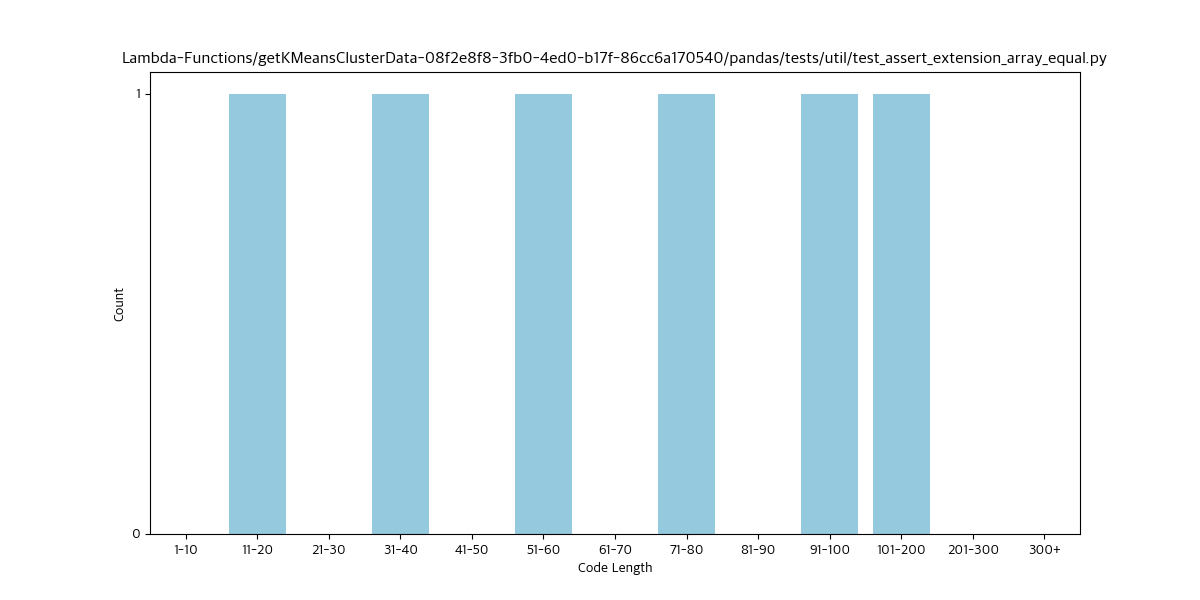 Lambda-Functions/getKMeansClusterData-08f2e8f8-3fb0-4ed0-b17f-86cc6a170540/pandas/tests/util/test_assert_extension_array_equal.py
1
Count
0
1-10 11-20 21-30 31-40 41-50 51-60 61-70 71-80 81-90 91-100 101-200 201-300 300+
Code Length